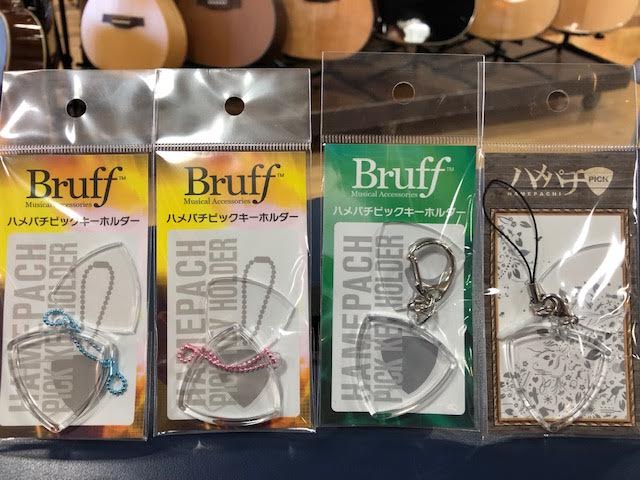 Bruff™
Musical Accessories
ハメパチピックキーホルダー
HAMEPACH
PICK KEY HOLDER
Bruff™
Musical Accessories
ハメパチピックキーホルダー
HAMEPACH
PICK KEY HOLDER
Bruff™
Musical Accessories
ハメパチピックキーホルダー
HAMEPACH
PICK KEY HOLDER
ハメパチ PICK
HAMEPACHI